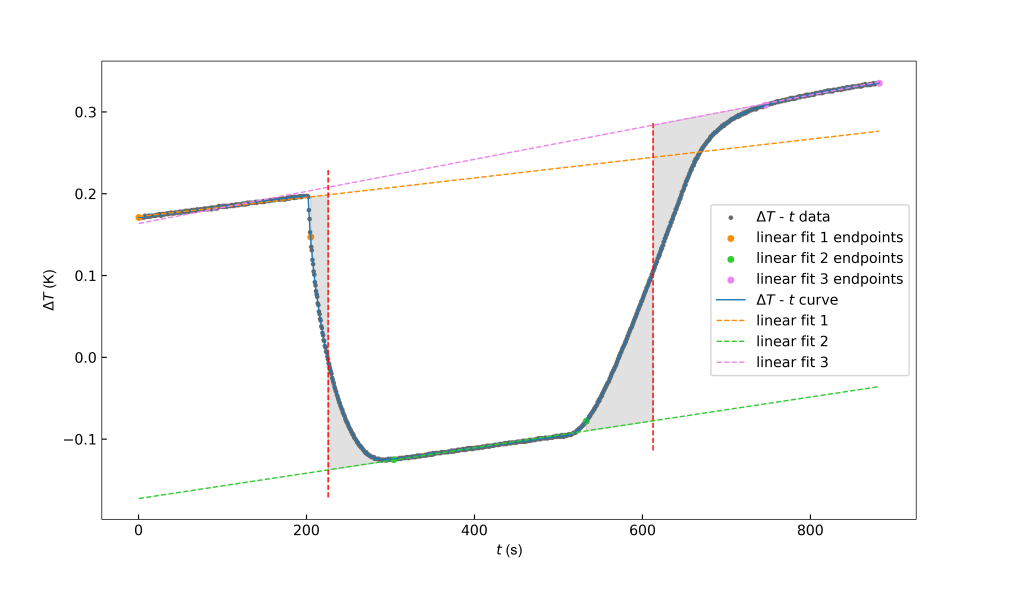 0.3
0.2
0.1
0.0
−0.1
ΔT (K)
0 200 400 600 800
t (s)
ΔT - t data
linear fit 1 endpoints
linear fit 2 endpoints
linear fit 3 endpoints
ΔT - t curve
linear fit 1
linear fit 2
linear fit 3